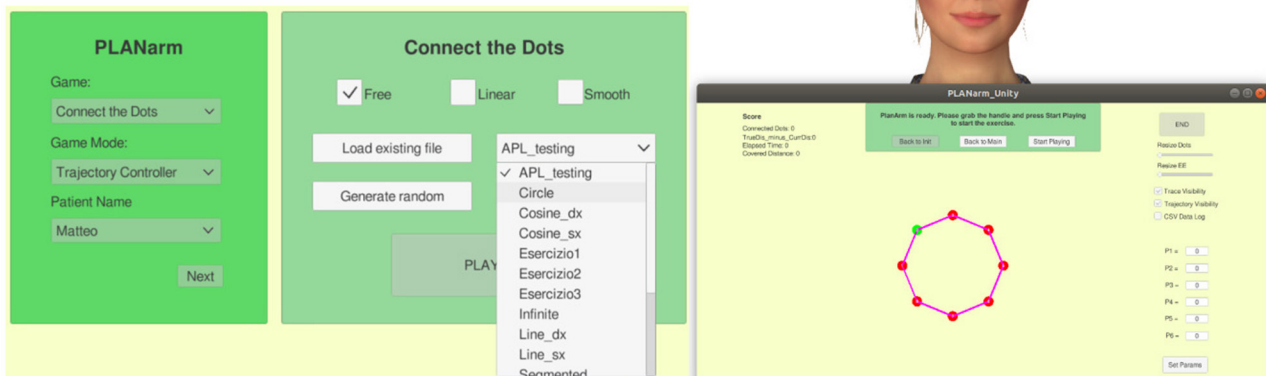 PLANarm
Game:
Connect the Dots
Game Mode:
Trajectory Controller
Patient Name
Matteo
Next
Connect the Dots
Free
Linear
Smooth
Load existing file
APL_testing
Generate random
APL_testing
Circle
Cosine_dx
Cosine_sx
Esercizio1
Esercizio2
Esercizio3
Infinite
Line_dx
Line_sx
Segmented
PLAY
PLANarm_Unity
Score
Connected Dots: 0
TrueDis_minus_CurrDis:0
Elapsed Time: 0
Covered Distance: 0
PlanArm is ready. Please grab the handle and press Start Playing
to start the exercise.
Back to Init
Back to Main
Start Playing
END
Resize Dots
Resize EE
Trace Visibility
Trajectory Visibility
CSV Data Log
P1 = 0
P2 = 0
P3 = 0
P4 = 0
P5 = 0
P6 = 0
Set Params